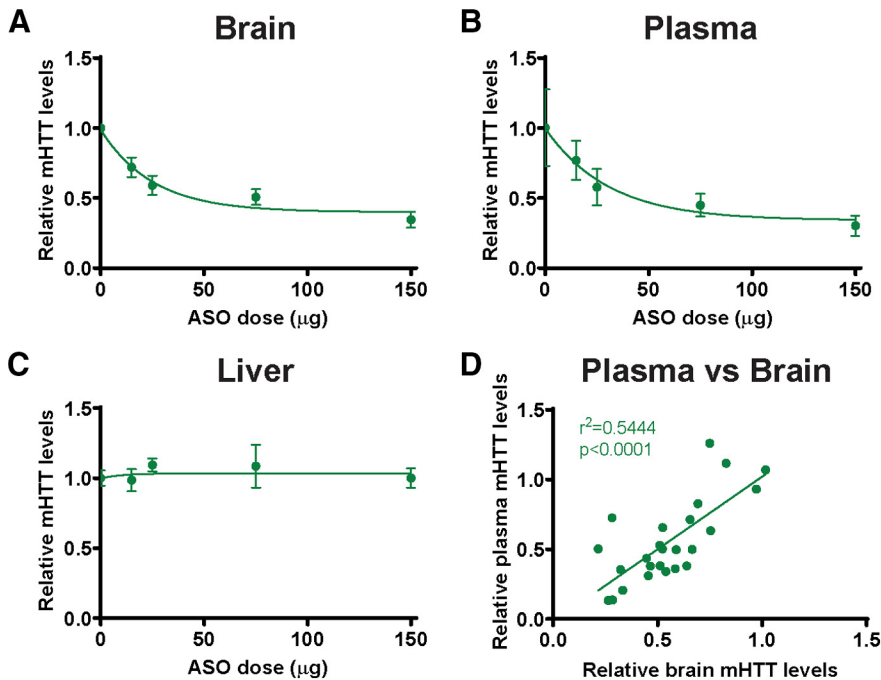 A
Brain
Relative mHTT levels
1.5
1.0
0.5
0.0
0
50
100
150
ASO dose (µg)
B
Plasma
Relative mHTT levels
1.5
1.0
0.5
0.0
0
50
100
150
ASO dose (µg)
C
Liver
Relative mHTT levels
1.5
1.0
0.5
0.0
0
50
100
150
ASO dose (µg)
D
Plasma vs Brain
Relative plasma mHTT levels
1.5
1.0
0.5
0.0
r²=0.5444
p<0.0001
0.0
0.5
1.0
1.5
Relative brain mHTT levels